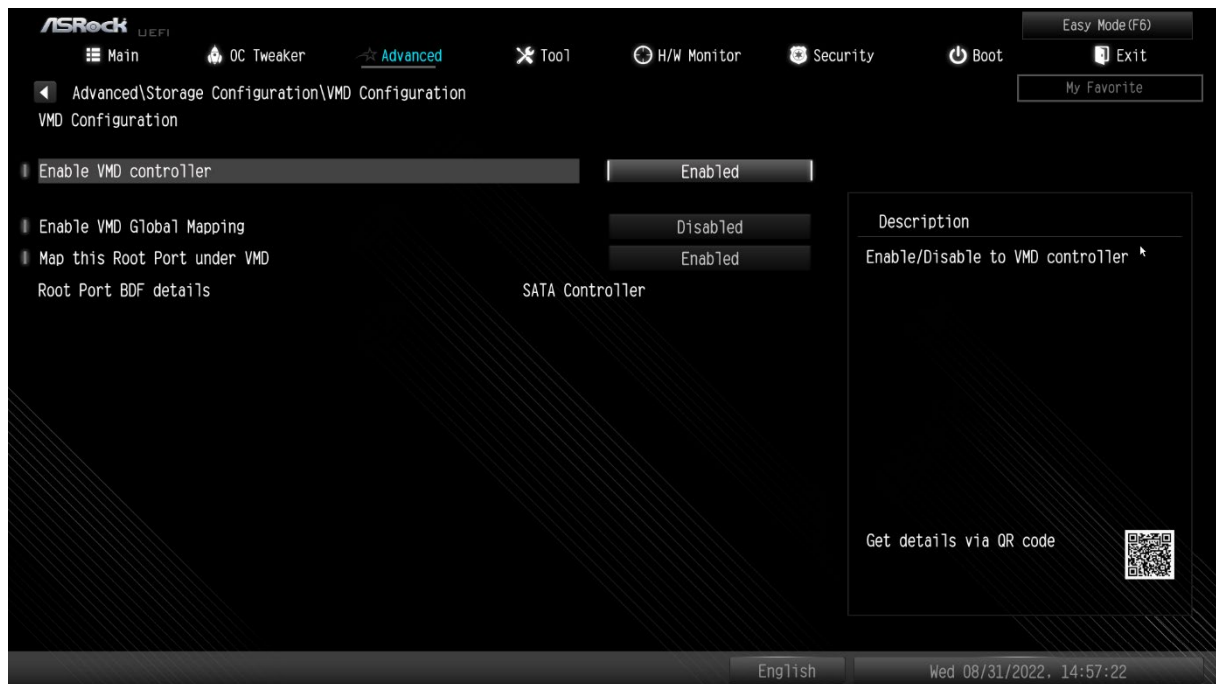 ASRock UEFI
Easy Mode(F6)
Main OC Tweaker Advanced Tool H/W Monitor Security Boot Exit
Advanced\Storage Configuration\VMD Configuration
My Favorite
VMD Configuration
Enable VMD controller Enabled
Enable VMD Global Mapping Disabled
Map this Root Port under VMD Enabled
Root Port BDF details SATA Controller
Description
Enable/Disable to VMD controller
Get details via QR code
English Wed 08/31/2022, 14:57:22